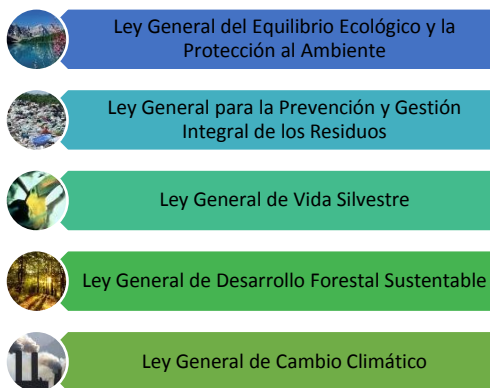 Ley General del Equilibrio Ecológico y la
Protección al Ambiente
Ley General para la Prevención y Gestión
Integral de los Residuos
Ley General de Vida Silvestre
Ley General de Desarrollo Forestal Sustentable
Ley General de Cambio Climático